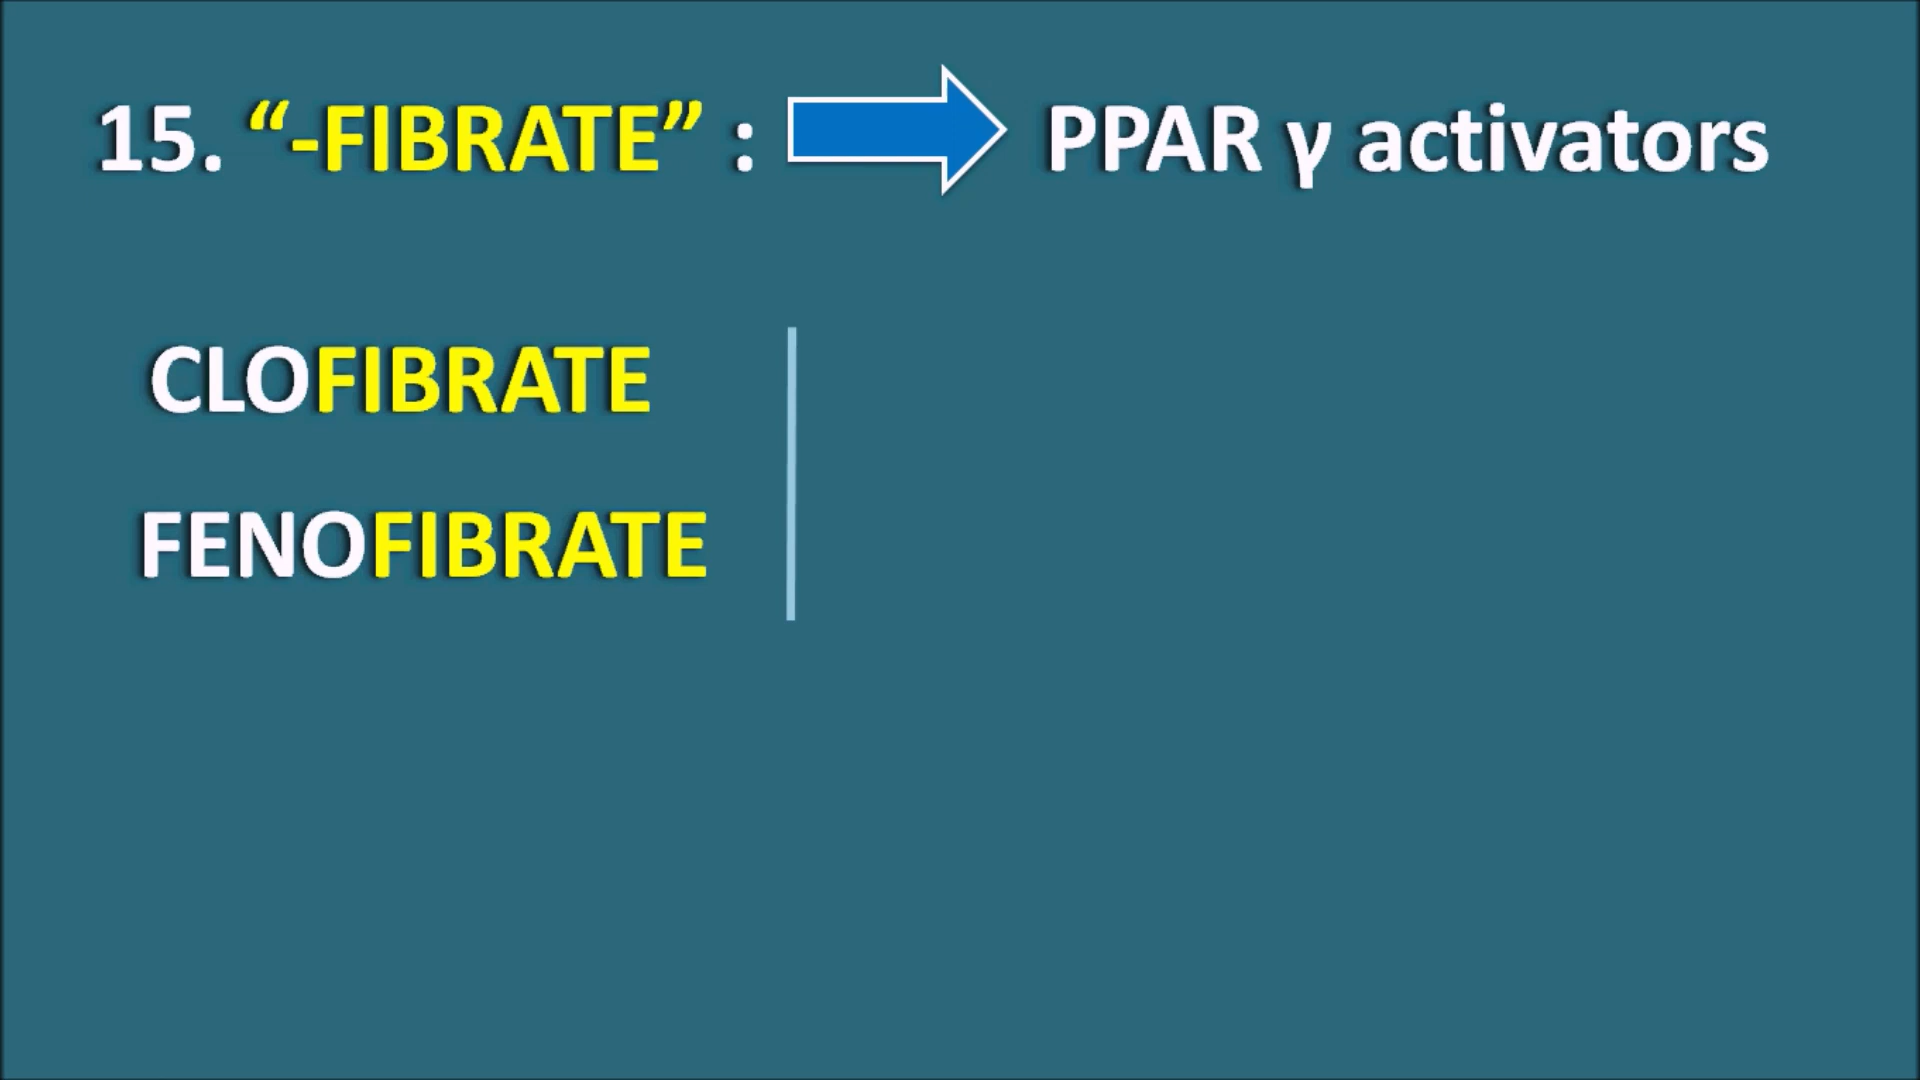 15. “-FIBRATE” : PPAR γ activators
CLOFIBRATE
FENOFIBRATE